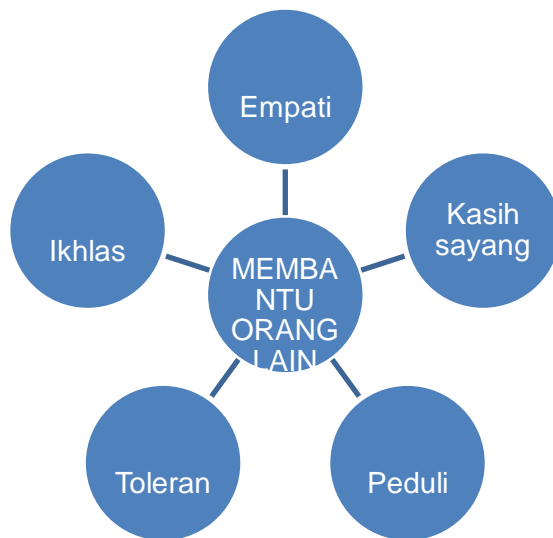 Empati
Kasih
sayang
Ikhlas
MEMBA
NTU
ORANG
LAIN
Toleran
Peduli